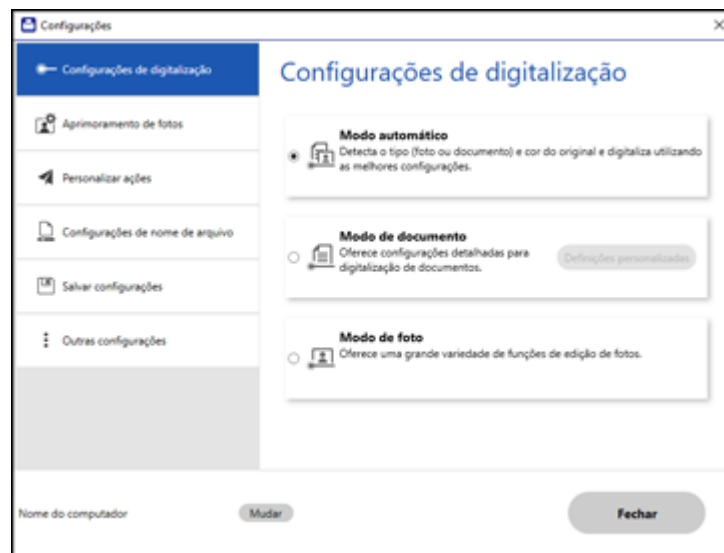 Configurações
Configurações de digitalização
Aprimoramento de fotos
Personalizar ações
Configurações de nome de arquivo
Salvar configurações
Outras configurações
Configurações de digitalização
Modo automático
Detecta o tipo (foto ou documento) e cor do original e digitaliza utilizando
as melhores configurações.
Modo de documento
Oferece configurações detalhadas para
digitalização de documentos.
Definições personalizadas
Modo de foto
Oferece uma grande variedade de funções de edição de fotos.
Nome do computador
Mudar
Fechar